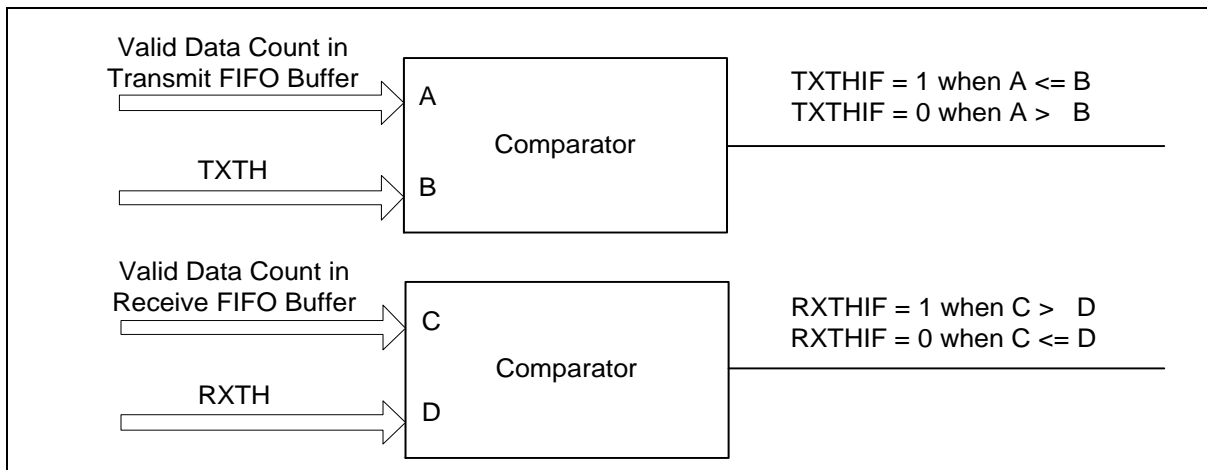 Valid Data Count in
Transmit FIFO Buffer
A
TXTH
B
Comparator
TXTHIF = 1 when A <= B
TXTHIF = 0 when A > B
Valid Data Count in
Receive FIFO Buffer
C
RXTH
D
Comparator
RXTHIF = 1 when C > D
RXTHIF = 0 when C <= D